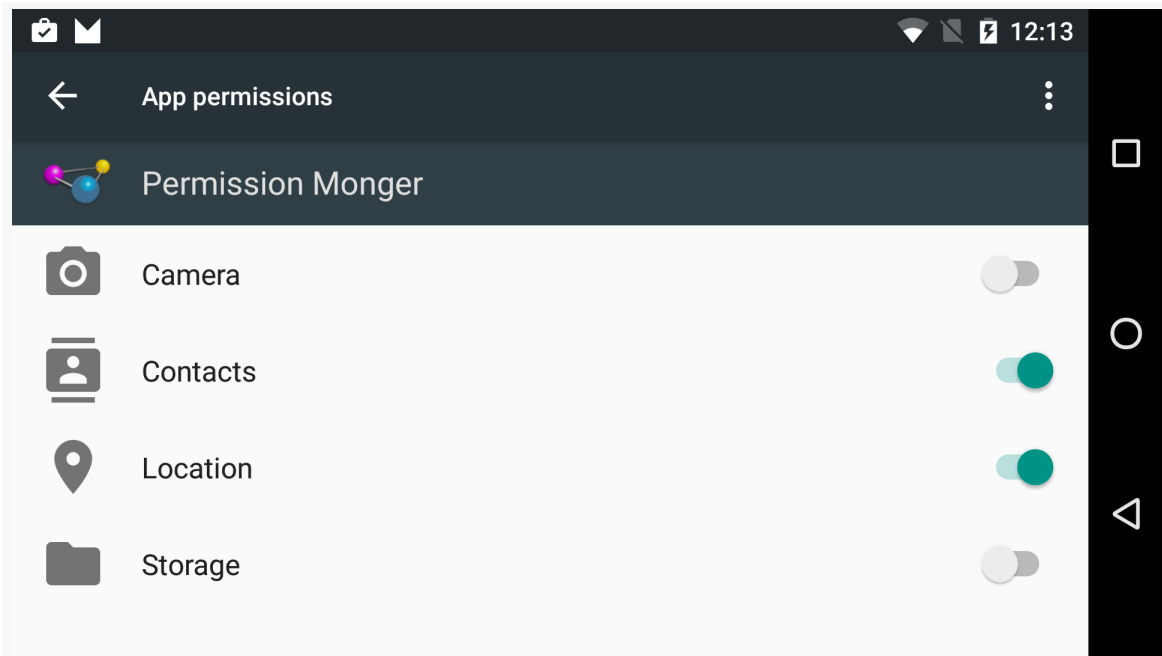 12:13
App permissions
Permission Monger
Camera
Contacts
Location
Storage